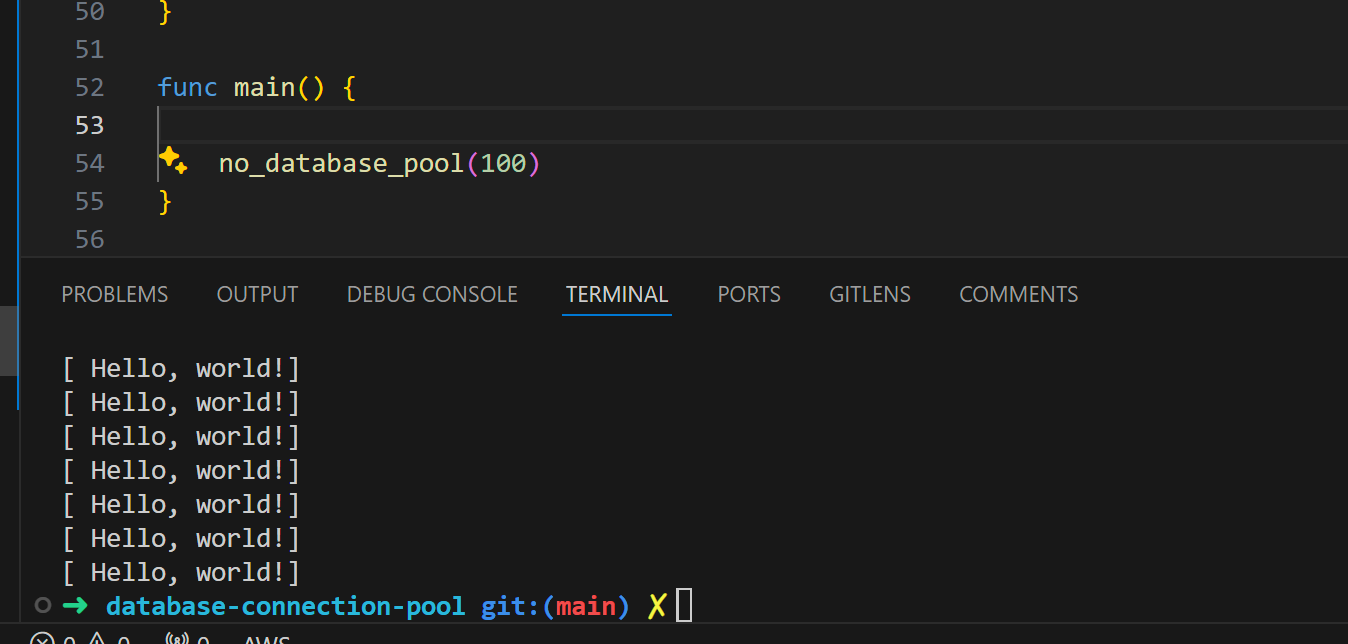 50 }
51
52 func main() {
53
54 no_database_pool(100)
55 }
56
PROBLEMS OUTPUT DEBUG CONSOLE TERMINAL PORTS GITLENS COMMENTS
[ Hello, world!]
[ Hello, world!]
[ Hello, world!]
[ Hello, world!]
[ Hello, world!]
[ Hello, world!]
[ Hello, world!]
➜ database-connection-pool git:(main) ✗
0 0 0 AWS